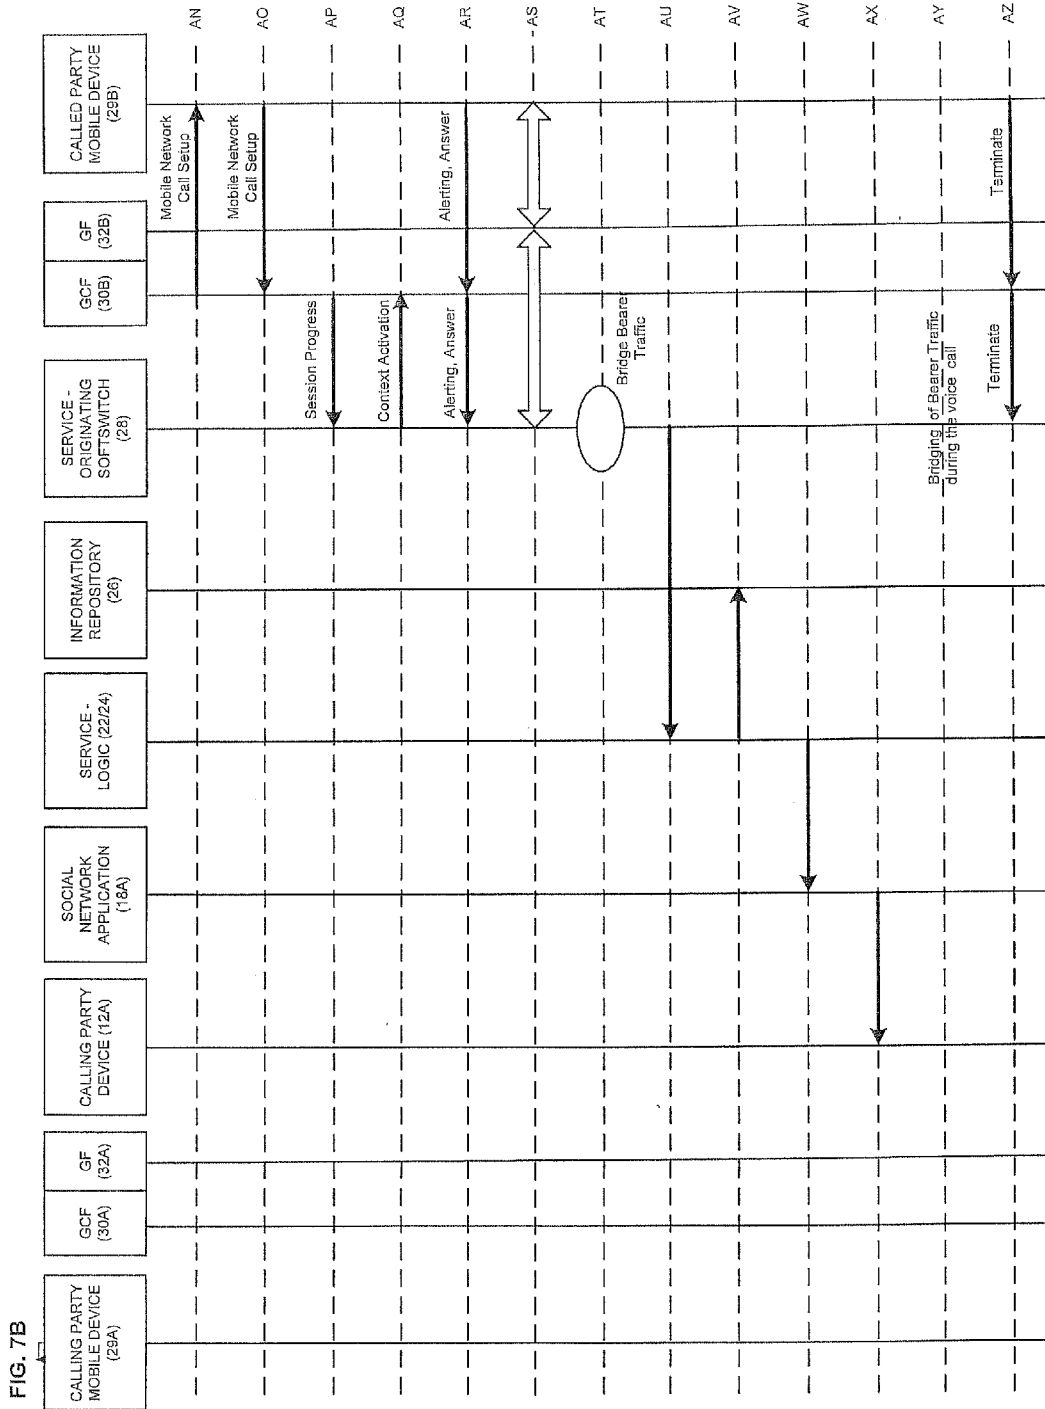 FIG. 7B
CALLING PARTY
MOBILE DEVICE
(29A)
GCF
(30A)
GF
(32A)
CALLING PARTY
DEVICE (12A)
SOCIAL
NETWORK
APPLICATION
(18A)
SERVICE -
LOGIC (22/24)
INFORMATION
REPOSITORY
(26)
SERVICE -
ORIGINATING
SOFTSWITCH
(28)
GCF
(30B)
GF
(32B)
CALLED PARTY
MOBILE DEVICE
(29B)
Mobile Network
Call Setup
AN
Mobile Network
Call Setup
AO
Session Progress
AP
Context Activation
AQ
Alerting, Answer
Alerting, Answer
AR
AS
Bridge Bearer
Traffic
AT
AU
AV
AW
AX
Bridging of Bearer Traffic
during the voice call
AY
Terminate
Terminate
AZ